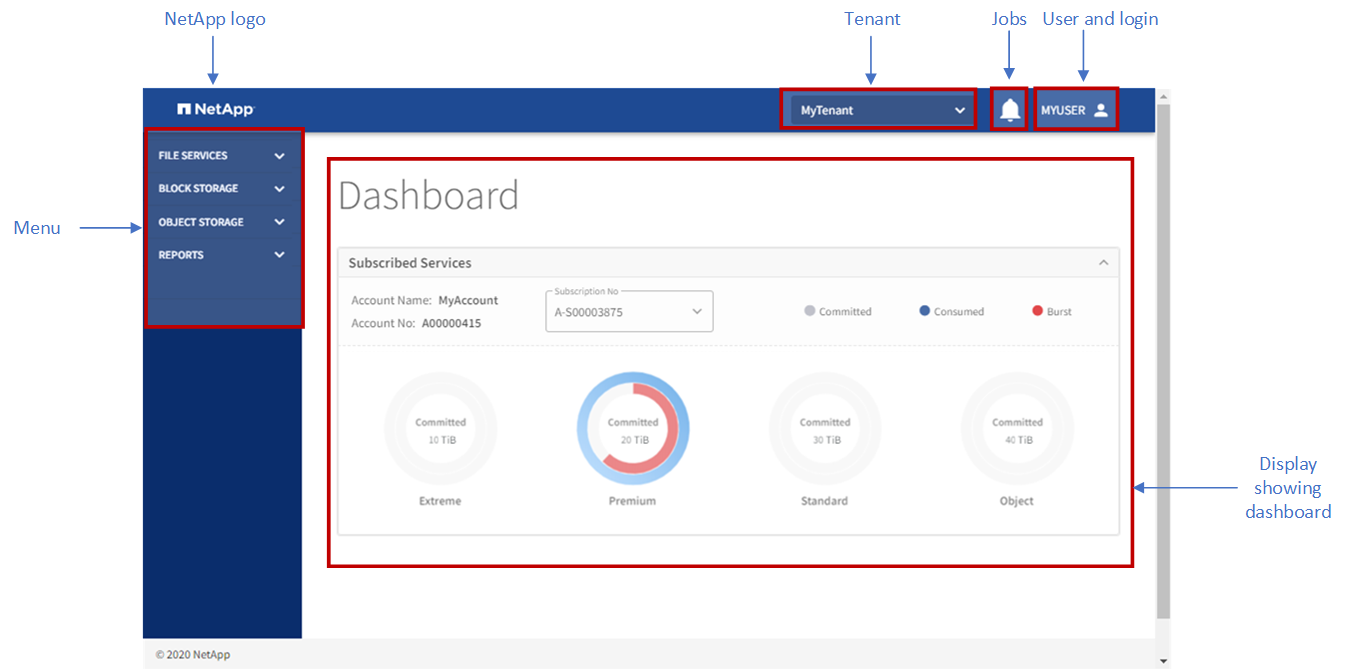 NetApp logo
Tenant
Jobs
User and login
NetApp
MyTenant
MYUSER
FILE SERVICES
BLOCK STORAGE
OBJECT STORAGE
REPORTS
Menu
Dashboard
Subscribed Services
Account Name: MyAccount
Account No: A00000415
Subscription No
A-S00003875
Committed
Consumed
Burst
Committed
10 TiB
Extreme
Committed
20 TiB
Premium
Committed
30 TiB
Standard
Committed
40 TiB
Object
Display
showing
dashboard
© 2020 NetApp